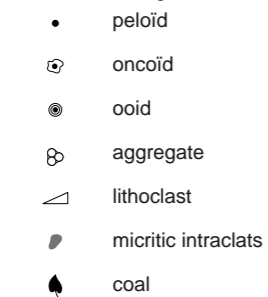 peloïd
oncoïd
ooid
aggregate
lithoclast
micritic intraclats
coal